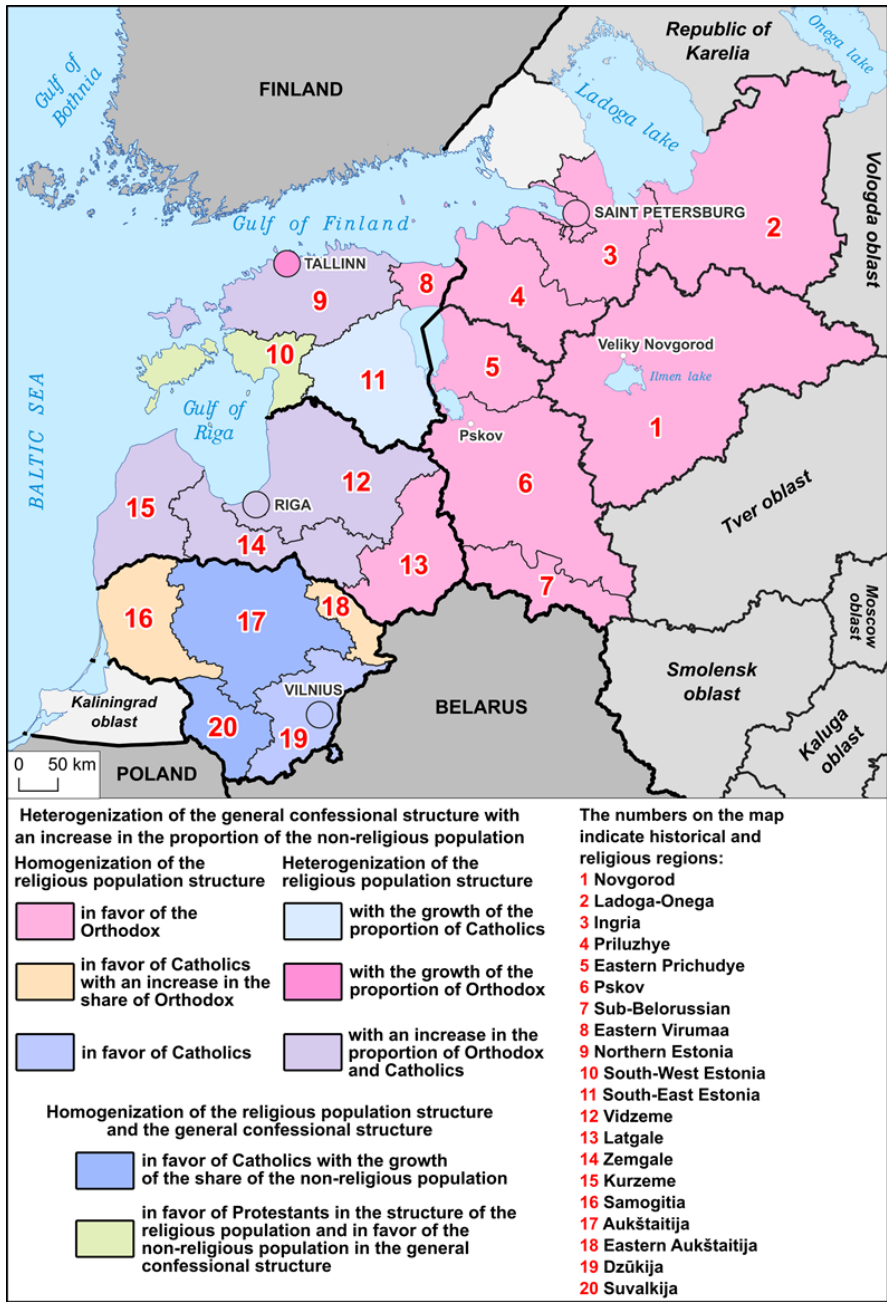 Republic of
Karelia
Onega lake
Gulf of
Bothnia
FINLAND
Ladoga lake
Vologda oblast
Gulf of Finland
SAINT PETERSBURG
2
3
TALLINN
8
9
4
10
Veliky Novgorod
11
5
Ilmen lake
BALTIC SEA
Gulf of
Riga
Pskov
1
12
6
15
RIGA
Tver oblast
14
13
7
16
17
18
Moscow
oblast
Smolensk
oblast
Kaliningrad
oblast
VILNIUS
BELARUS
20
19
Kaluga
oblast
0 50 km
POLAND
Heterogenization of the general confessional structure with
an increase in the proportion of the non-religious population
Homogenization of the
religious population structure
in favor of the
Orthodox
in favor of Catholics
with an increase in the
share of Orthodox
in favor of Catholics
Heterogenization of the
religious population structure
with the growth of the
proportion of Catholics
with the growth of the
proportion of Orthodox
with an increase in the
proportion of Orthodox
and Catholics
Homogenization of the religious population structure
and the general confessional structure
in favor of Catholics with the growth
of the share of the non-religious population
in favor of Protestants in the structure of the
religious population and in favor of the
non-religious population in the general
confessional structure
The numbers on the map
indicate historical and
religious regions:
1 Novgorod
2 Ladoga-Onega
3 Ingria
4 Priluzhye
5 Eastern Prichudye
6 Pskov
7 Sub-Belorussian
8 Eastern Virumaa
9 Northern Estonia
10 South-West Estonia
11 South-East Estonia
12 Vidzeme
13 Latgale
14 Zemgale
15 Kurzeme
16 Samogitia
17 Aukštaitija
18 Eastern Aukštaitija
19 Dzūkija
20 Suvalkija